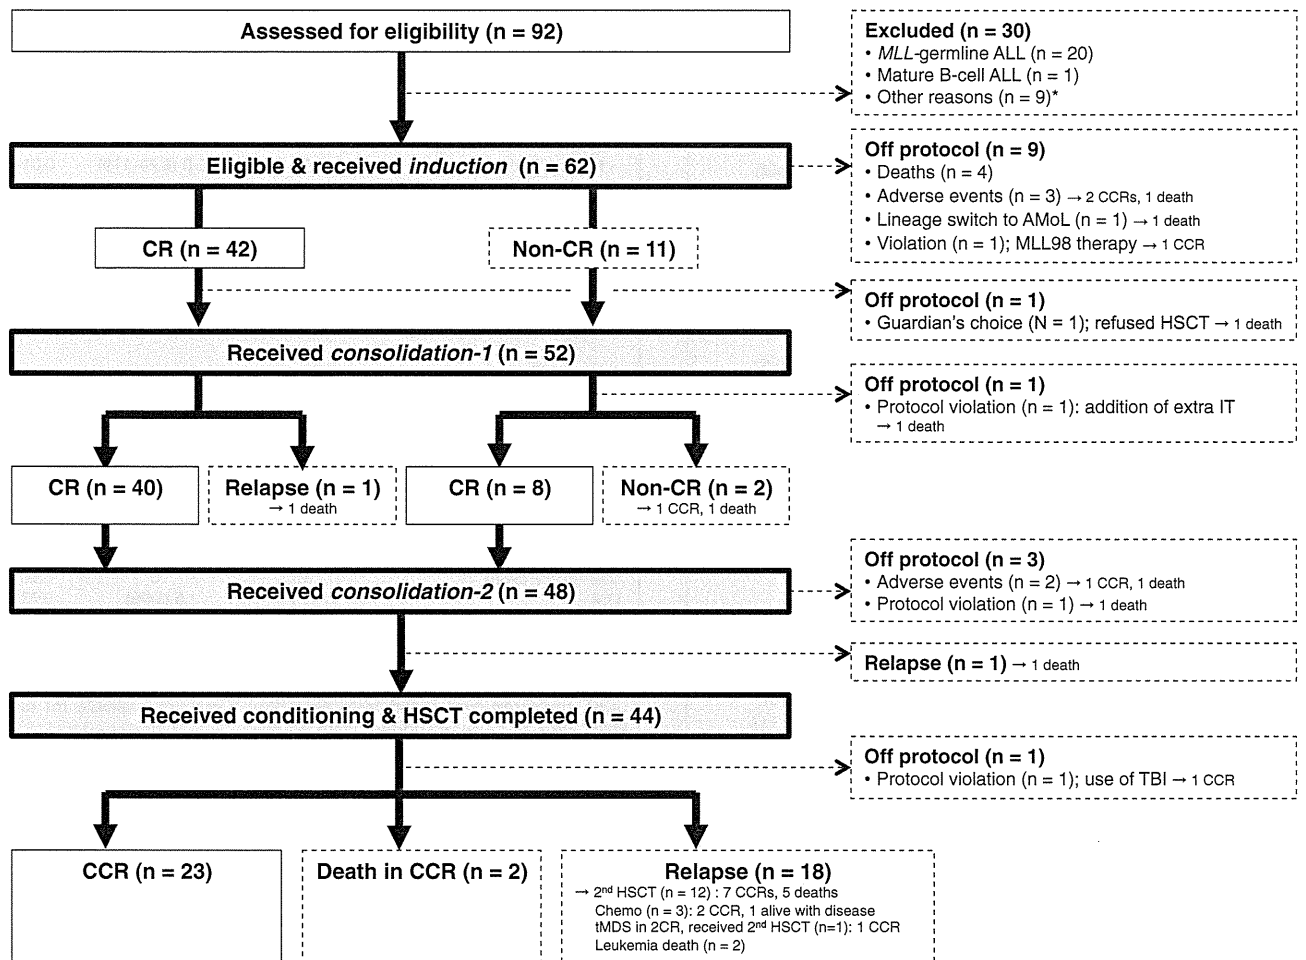 Assessed for eligibility (n = 92)
Excluded (n = 30)
• MLL-germline ALL (n = 20)
• Mature B-cell ALL (n = 1)
• Other reasons (n = 9)*
Eligible & received induction (n = 62)
Off protocol (n = 9)
• Deaths (n = 4)
• Adverse events (n = 3) → 2 CCRs, 1 death
• Lineage switch to AMoL (n = 1) → 1 death
• Violation (n = 1); MLL98 therapy → 1 CCR
CR (n = 42)
Non-CR (n = 11)
Off protocol (n = 1)
• Guardian's choice (N = 1); refused HSCT → 1 death
Received consolidation-1 (n = 52)
Off protocol (n = 1)
• Protocol violation (n = 1): addition of extra IT
→ 1 death
CR (n = 40)
Relapse (n = 1)
→ 1 death
CR (n = 8)
Non-CR (n = 2)
→ 1 CCR, 1 death
Received consolidation-2 (n = 48)
Off protocol (n = 3)
• Adverse events (n = 2) → 1 CCR, 1 death
• Protocol violation (n = 1) → 1 death
Relapse (n = 1) → 1 death
Received conditioning & HSCT completed (n = 44)
Off protocol (n = 1)
• Protocol violation (n = 1); use of TBI → 1 CCR
CCR (n = 23)
Death in CCR (n = 2)
Relapse (n = 18)
→ 2nd HSCT (n = 12) : 7 CCRs, 5 deaths
Chemo (n = 3): 2 CCR, 1 alive with disease
tMDS in 2CR, received 2nd HSCT (n=1): 1 CCR
Leukemia death (n = 2)